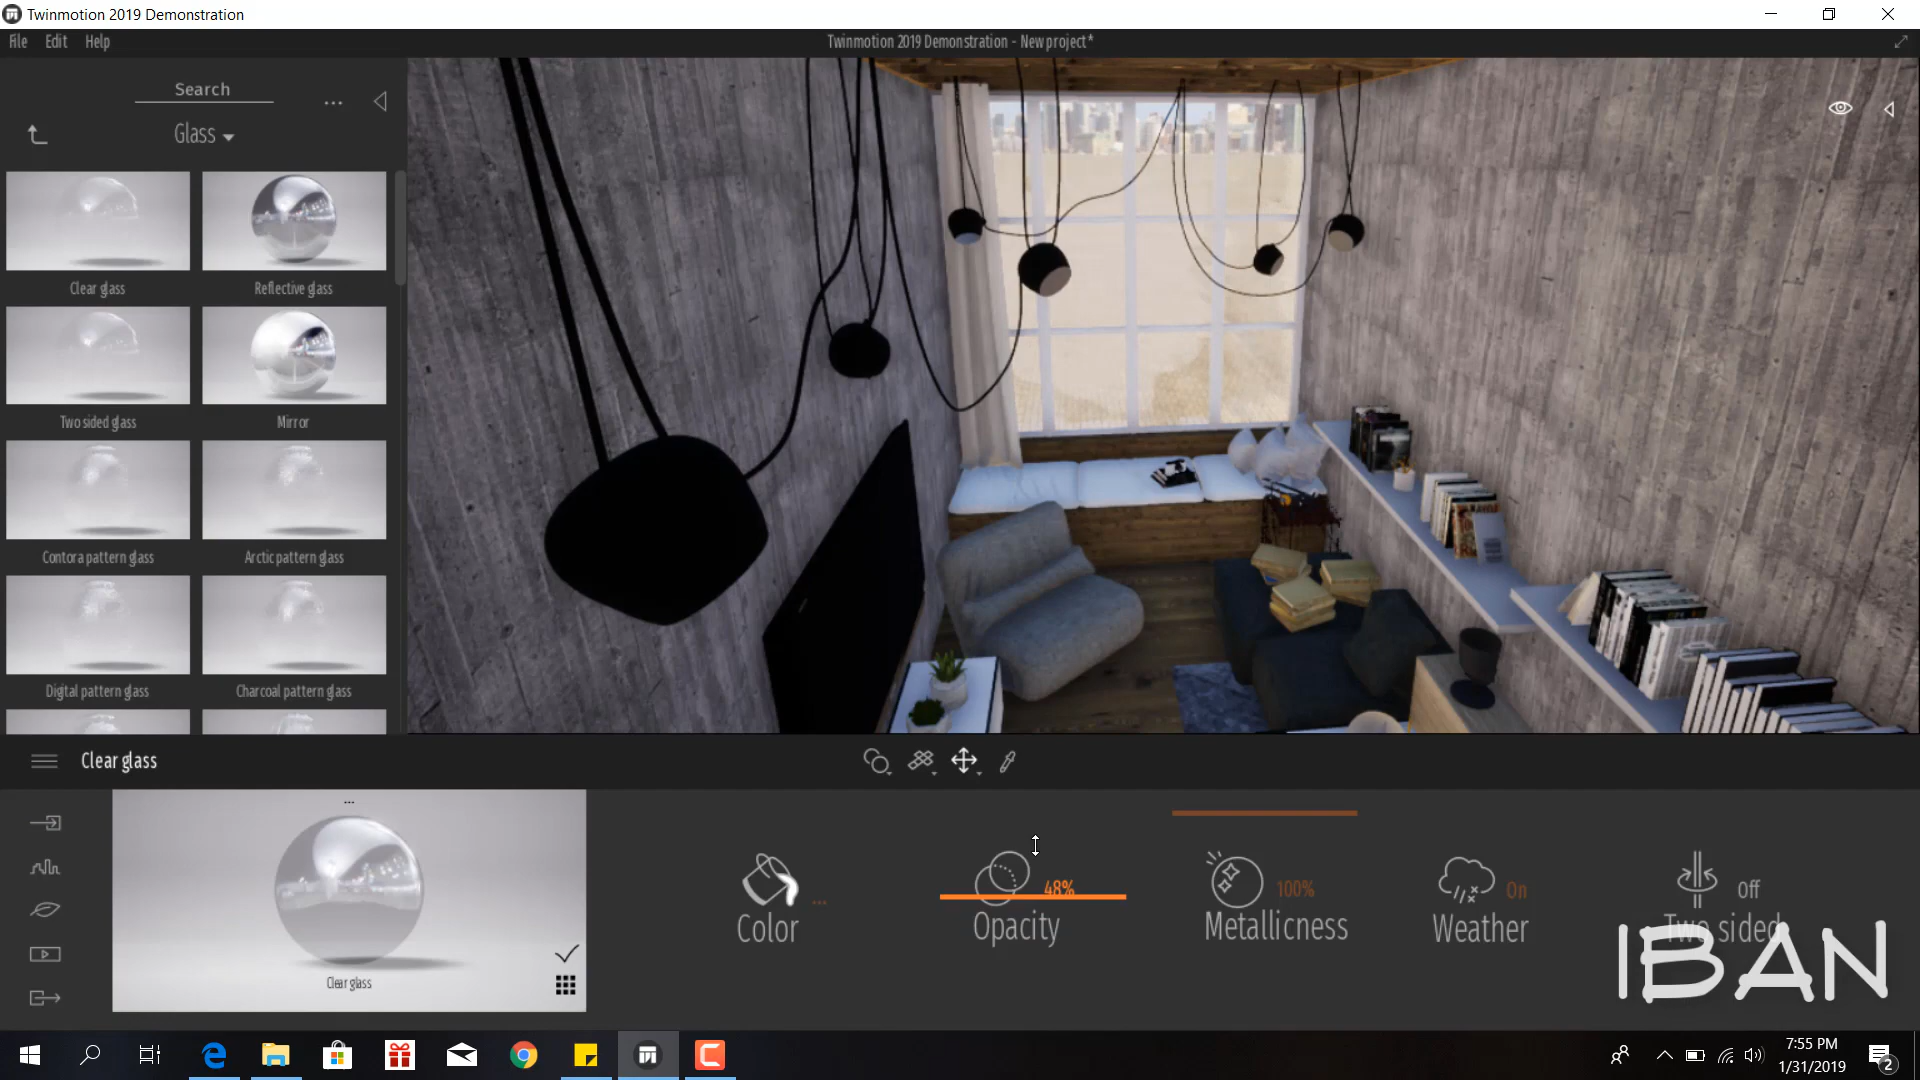 Twinmotion 2019 Demonstration
File Edit Help
Twinmotion 2019 Demonstration - New project*
Search
...
Glass
Clear glass
Reflective glass
Two sided glass
Mirror
Contora pattern glass
Arctic pattern glass
Digital pattern glass
Charcoal pattern glass
Clear glass
...
Clear glass
Color
...
48%
Opacity
100%
Metallicness
On
Weather
Off
Two sided
IBAN
7:55 PM
1/31/2019
2